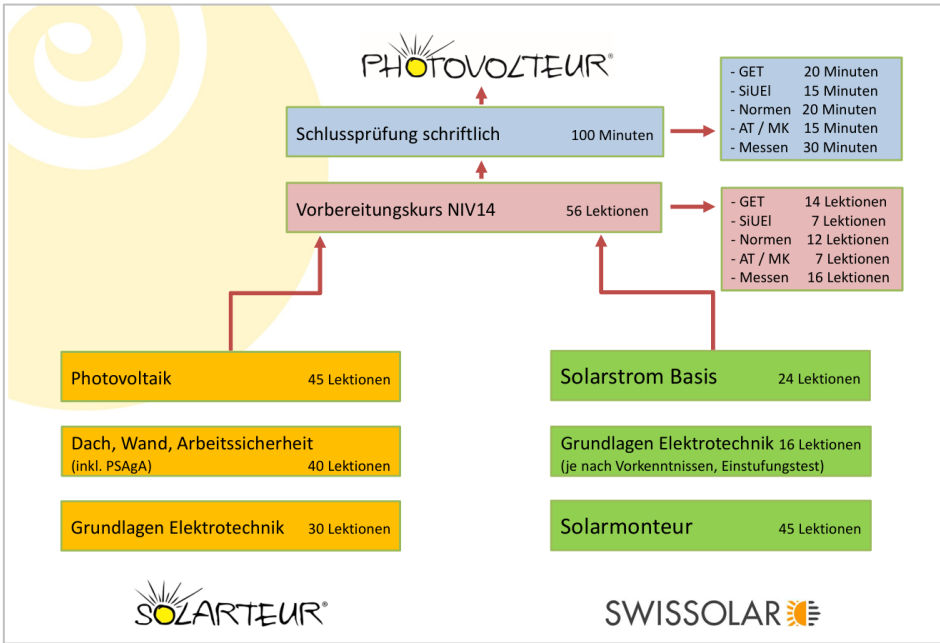 PHOTOVOLTEUR®
Schlussprüfung schriftlich 100 Minuten
- GET 20 Minuten
- SiUEl 15 Minuten
- Normen 20 Minuten
- AT / MK 15 Minuten
- Messen 30 Minuten
Vorbereitungskurs NIV14 56 Lektionen
- GET 14 Lektionen
- SiUEl 7 Lektionen
- Normen 12 Lektionen
- AT / MK 7 Lektionen
- Messen 16 Lektionen
Photovoltaik 45 Lektionen
Dach, Wand, Arbeitssicherheit
(inkl. PSAgA) 40 Lektionen
Grundlagen Elektrotechnik 30 Lektionen
SOLARTEUR®
Solarstrom Basis 24 Lektionen
Grundlagen Elektrotechnik 16 Lektionen
(je nach Vorkenntnissen, Einstufungstest)
Solarmonteur 45 Lektionen
SWISSOLAR